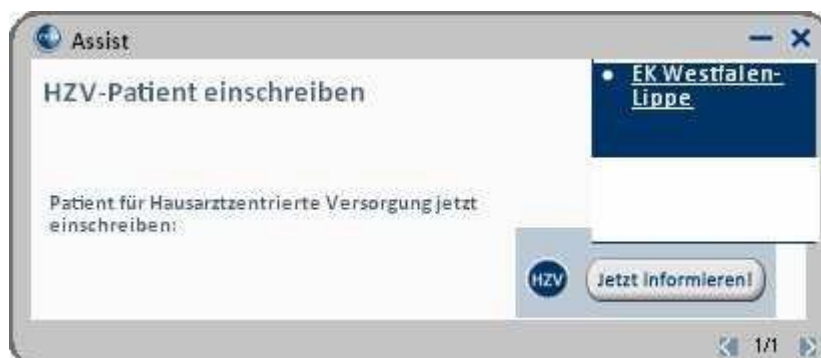 Assist
HZV-Patient einschreiben
• EK Westfalen-
Lippe
Patient für Hausarztzentrierte Versorgung jetzt
einschreiben:
HZV
Jetzt informieren!
1/1